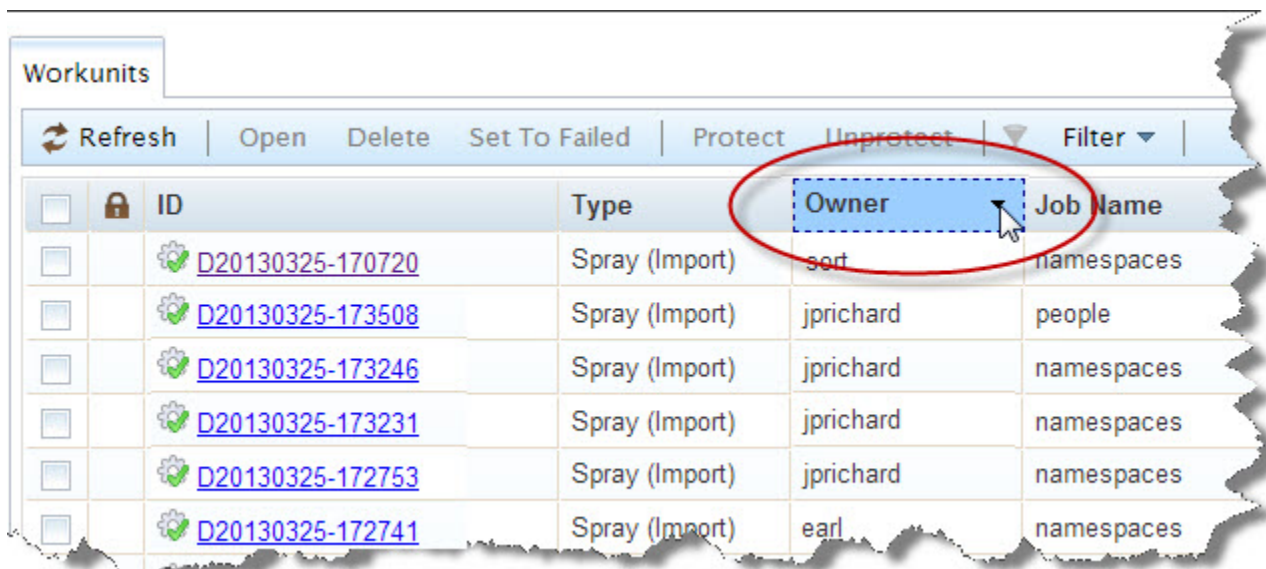 Workunits
Refresh Open Delete Set To Failed Protect Unprotect Filter
ID Type Owner Job Name
D20130325-170720 Spray (Import) sort namespaces
D20130325-173508 Spray (Import) jprichard people
D20130325-173246 Spray (Import) jprichard namespaces
D20130325-173231 Spray (Import) jprichard namespaces
D20130325-172753 Spray (Import) jprichard namespaces
D20130325-172741 Spray (Import) earl namespaces